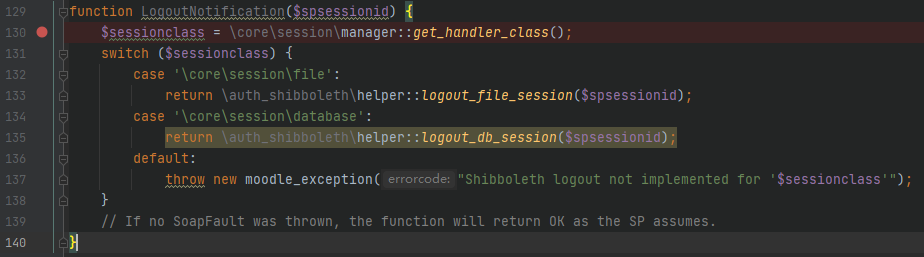 129 function LogoutNotification($spsessionid) {
130 $sessionclass = \core\session\manager::get_handler_class();
131 switch ($sessionclass) {
132 case '\core\session\file':
133 return \auth_shibboleth\helper::logout_file_session($spsessionid);
134 case '\core\session\database':
135 return \auth_shibboleth\helper::logout_db_session($spsessionid);
136 default:
137 throw new moodle_exception( errorcode: "Shibboleth logout not implemented for '$sessionclass'");
138 }
139 // If no SoapFault was thrown, the function will return OK as the SP assumes.
140 }